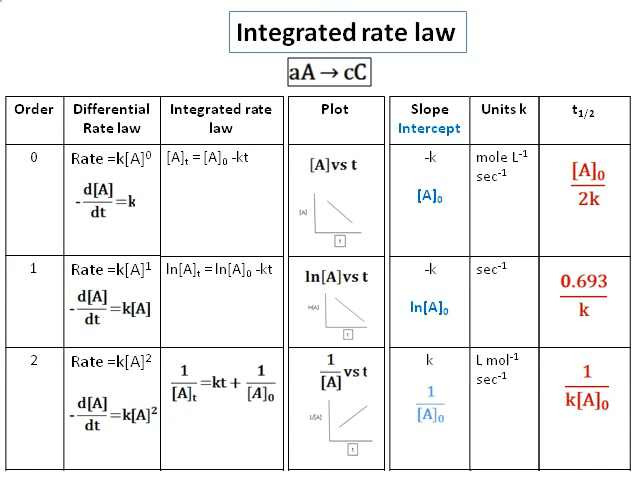 Integrated rate law
aA → cC
Order Differential Rate law Integrated rate law Plot Slope Intercept Units k t₁/₂
0 Rate =k[A]⁰ [A]ₜ = [A]₀ -kt [A]vs t -k mole L⁻¹ [A]₀
-d[A]/dt =k [A] t [A]₀ sec⁻¹ 2k
1 Rate =k[A]¹ ln[A]ₜ = ln[A]₀ -kt ln[A]vs t -k sec⁻¹ 0.693
-d[A]/dt =k[A] ln[A] t ln[A]₀ k
2 Rate =k[A]² 1/[A]ₜ =kt + 1/[A]₀ 1/[A] vs t k L mol⁻¹ 1
-d[A]/dt =k[A]² 1/[A] t 1/[A]₀ sec⁻¹ k[A]₀